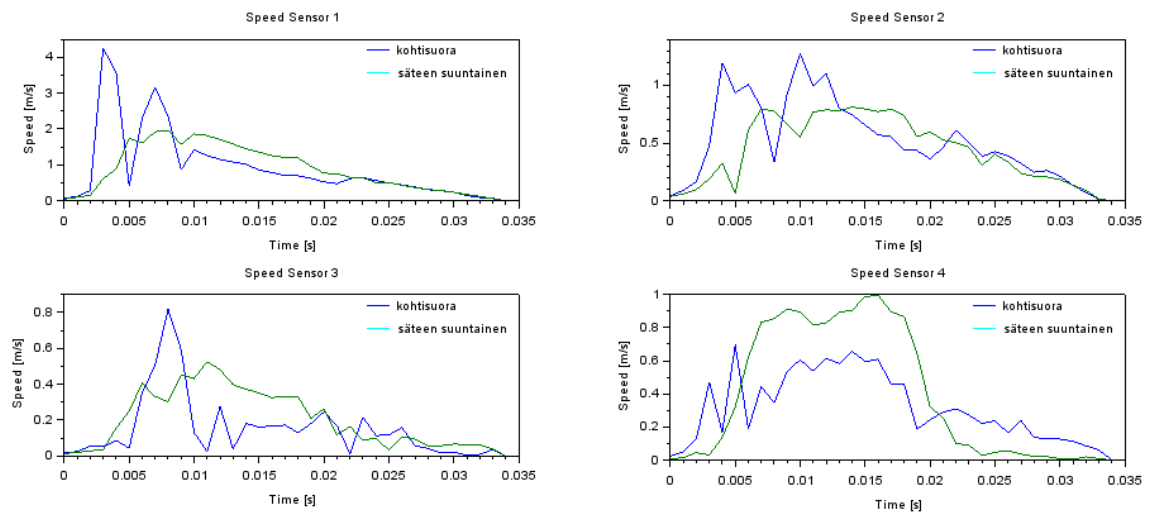 Speed Sensor 1
Speed [m/s]
4
3
2
1
0
kohtisuora
säteen suuntainen
0 0.005 0.01 0.015 0.02 0.025 0.03 0.035
Time [s]
Speed Sensor 2
Speed [m/s]
1
0.5
0
kohtisuora
säteen suuntainen
0 0.005 0.01 0.015 0.02 0.025 0.03 0.035
Time [s]
Speed Sensor 3
Speed [m/s]
0.8
0.6
0.4
0.2
0
kohtisuora
säteen suuntainen
0 0.005 0.01 0.015 0.02 0.025 0.03 0.035
Time [s]
Speed Sensor 4
Speed [m/s]
1
0.8
0.6
0.4
0.2
0
kohtisuora
säteen suuntainen
0 0.005 0.01 0.015 0.02 0.025 0.03 0.035
Time [s]